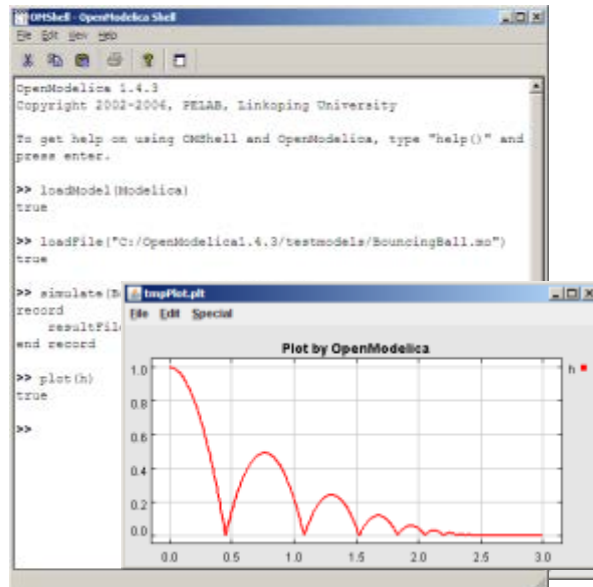 OMShell - OpenModelica Shell
File Edit View Help
OpenModelica 1.4.3
Copyright 2002-2006, PELAB, Linkoping University
To get help on using OMShell and OpenModelica, type "help()" and
press enter.
>> loadModel(Modelica)
true
>> loadFile("C:/OpenModelica1.4.3/testmodels/BouncingBall.mo")
true
>> simulate(B
record
resultFil
end record
>> plot(h)
true
>>
tmpPlot.plt
File Edit Special
Plot by OpenModelica
h
1.0
0.8
0.6
0.4
0.2
0.0
0.0 0.5 1.0 1.5 2.0 2.5 3.0